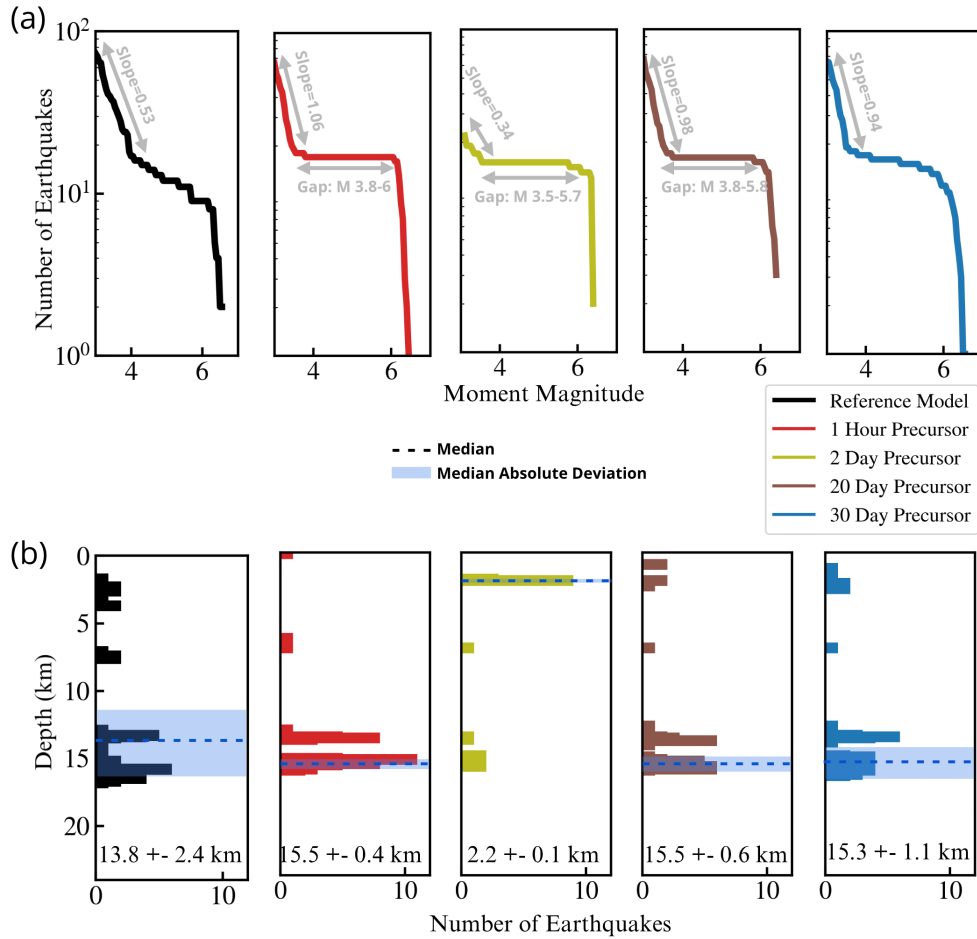 (a)
10²
10¹
10⁰
Number of Earthquakes
Slope=0.53
Slope=1.06
Gap: M 3.8-6
Slope=0.34
Gap: M 3.5-5.7
Slope=0.98
Gap: M 3.8-5.8
Slope=0.94
4 6 4 6 4 6 4 6 4 6
Moment Magnitude
Reference Model
1 Hour Precursor
2 Day Precursor
20 Day Precursor
30 Day Precursor
Median
Median Absolute Deviation
(b)
0
5
10
15
20
Depth (km)
13.8 +- 2.4 km
15.5 +- 0.4 km
2.2 +- 0.1 km
15.5 +- 0.6 km
15.3 +- 1.1 km
0 10 0 10 0 10 0 10 0 10
Number of Earthquakes